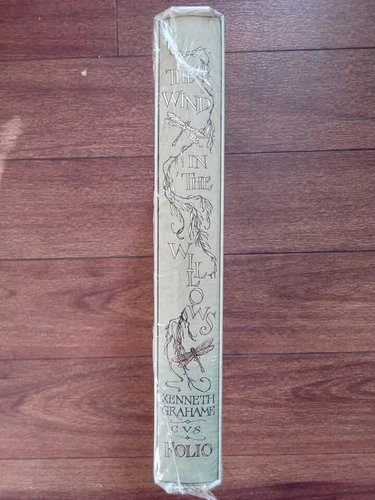 THE
WIND
IN
THE
WILLOWS
KENNETH
GRAHAME
C.V.S.
FOLIO